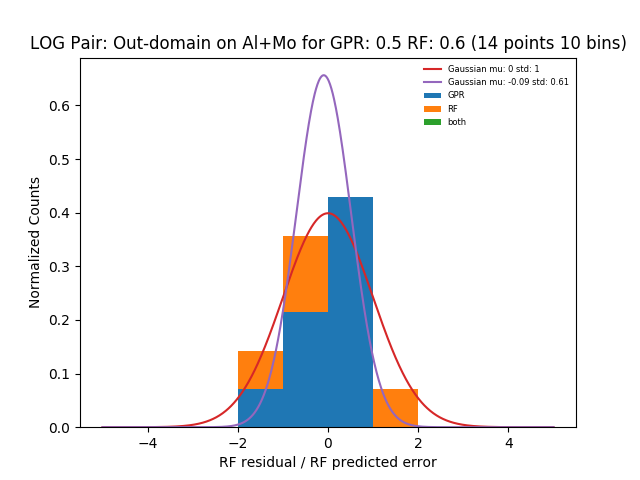 LOG Pair: Out-domain on Al+Mo for GPR: 0.5 RF: 0.6 (14 points 10 bins)
Gaussian mu: 0 std: 1
Gaussian mu: -0.09 std: 0.61
GPR
RF
both
Normalized Counts
0.6
0.5
0.4
0.3
0.2
0.1
0.0
−4 −2 0 2 4
RF residual / RF predicted error